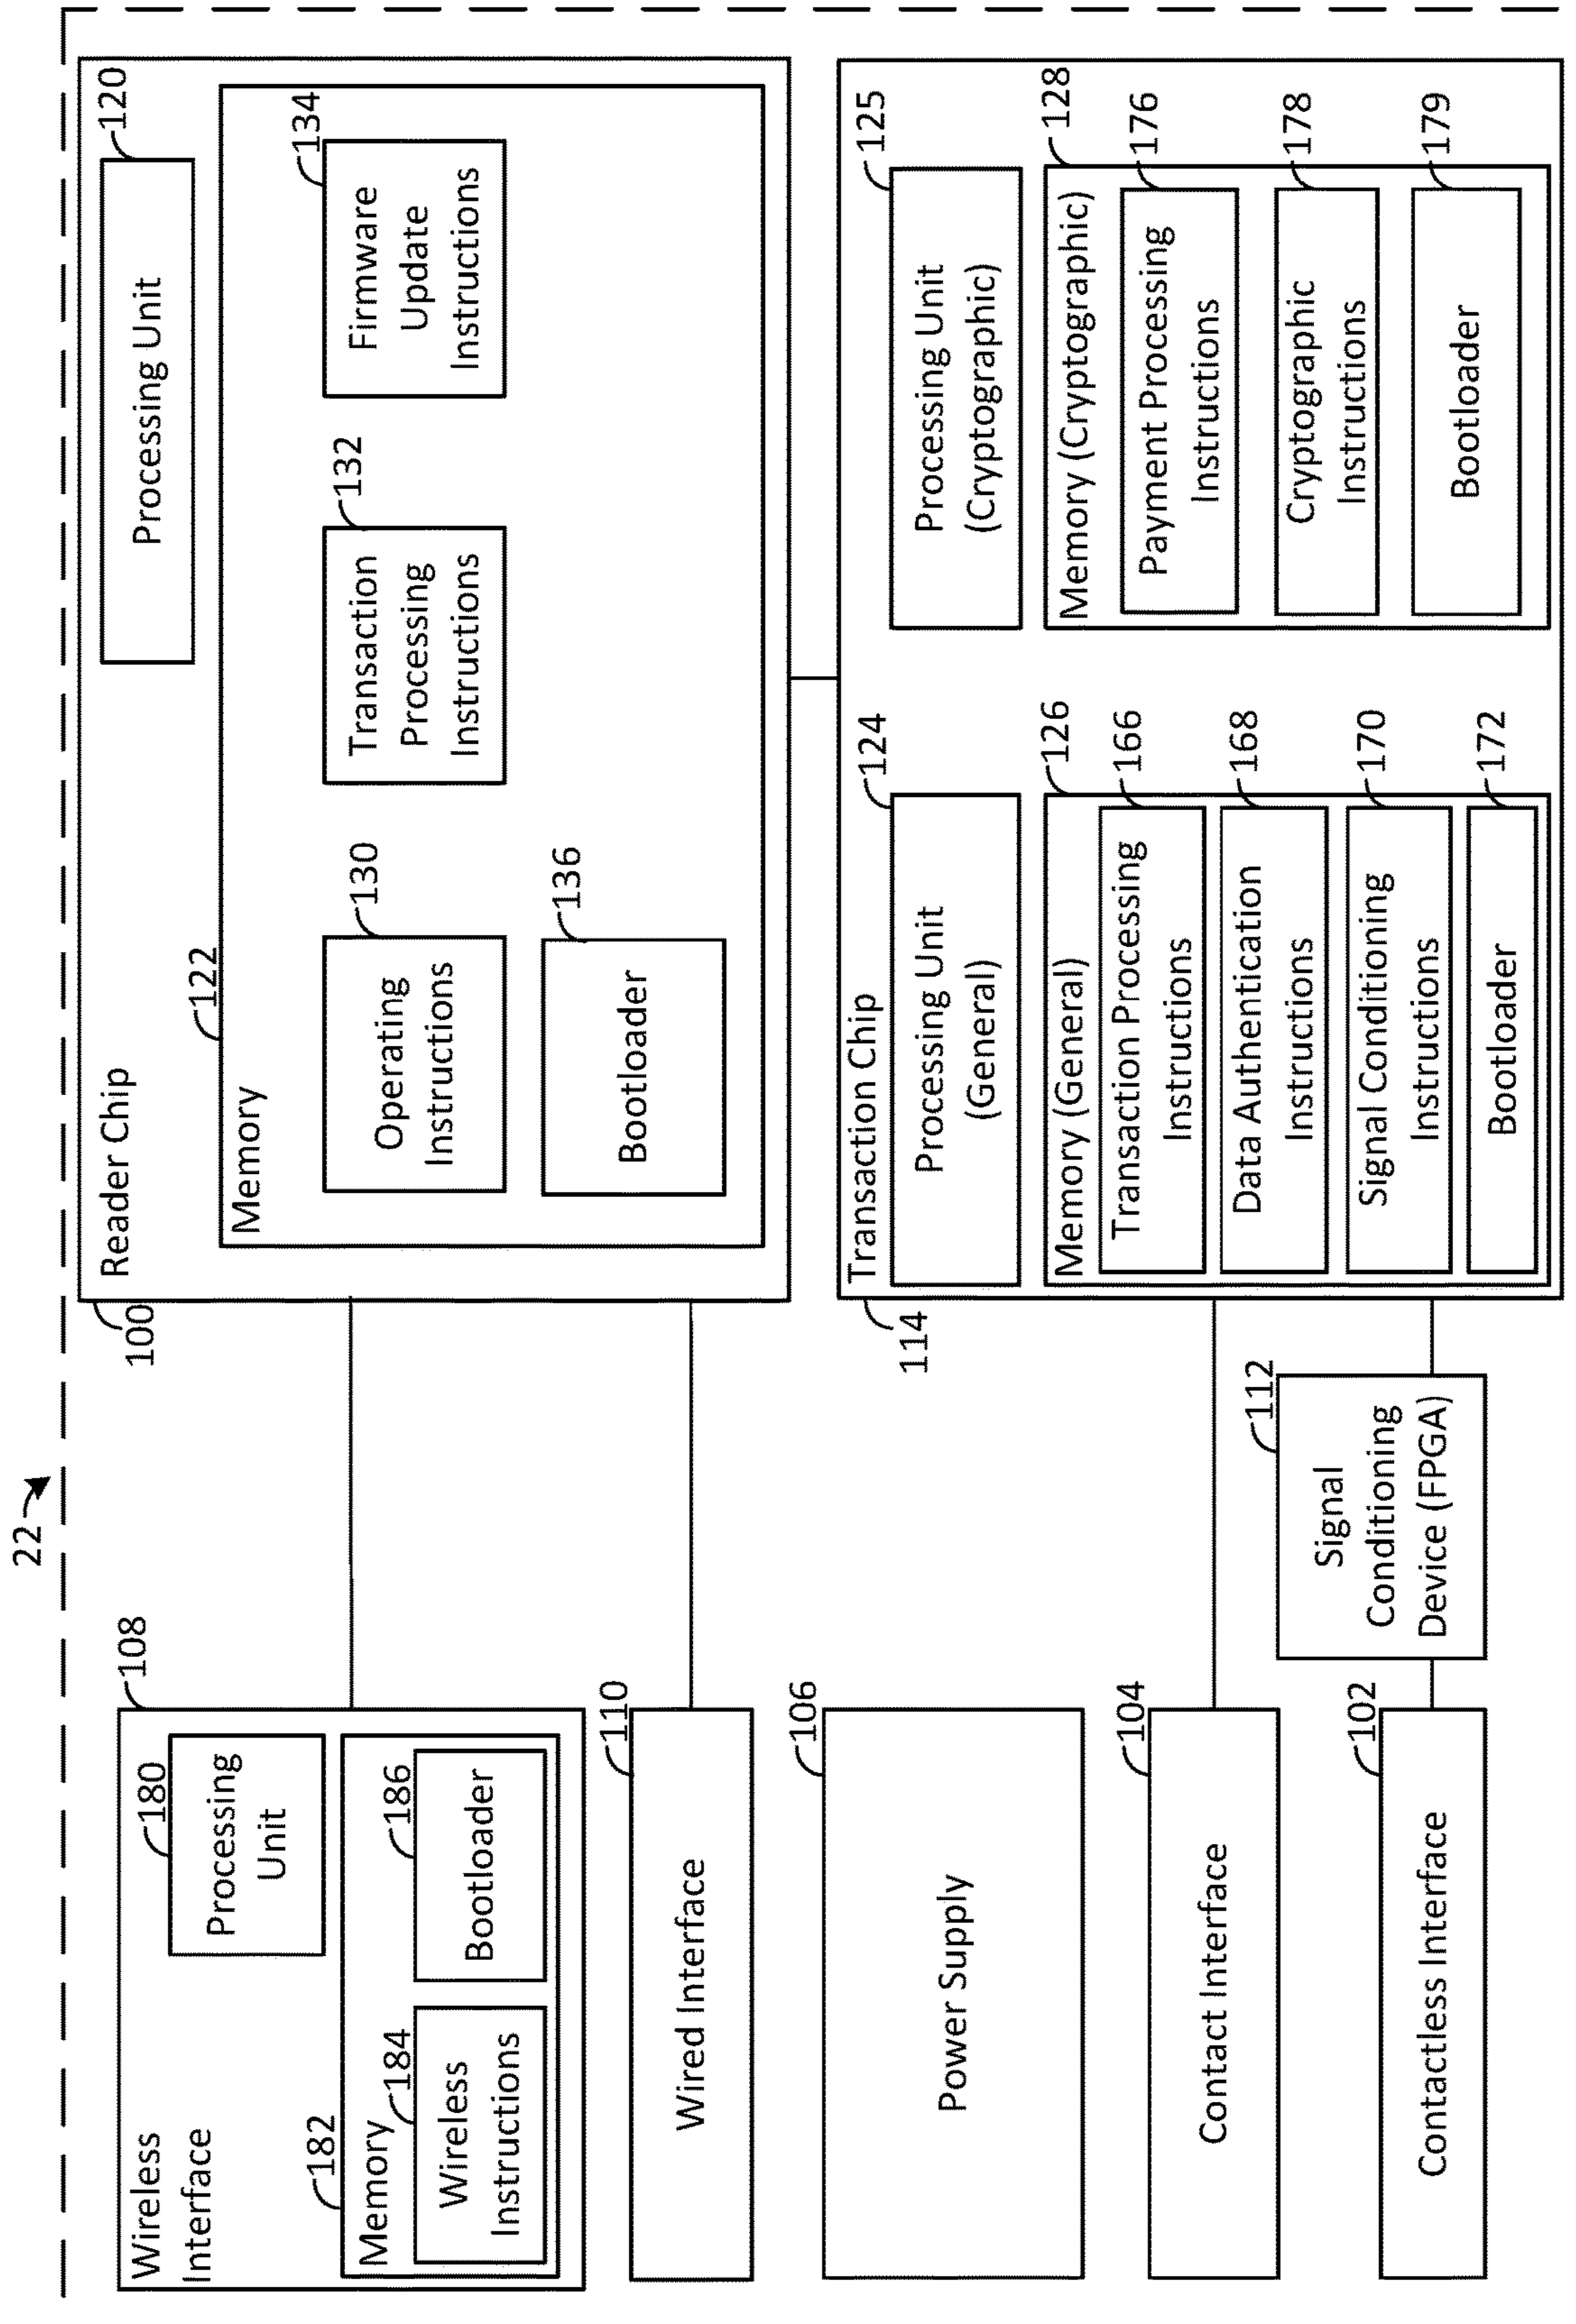 22
Wireless
Interface
108
180
Processing
Unit
182
Memory
184
Wireless
Instructions
186
Bootloader
110
Wired Interface
106
Power Supply
104
Contact Interface
102
Contactless Interface
112
Signal
Conditioning
Device (FPGA)
100
Reader Chip
120
Processing Unit
122
Memory
130
Operating
Instructions
132
Transaction
Processing
Instructions
134
Firmware
Update
Instructions
136
Bootloader
114
Transaction Chip
124
Processing Unit
(General)
126
Memory (General)
166
Transaction Processing
Instructions
168
Data Authentication
Instructions
170
Signal Conditioning
Instructions
172
Bootloader
125
Processing Unit
(Cryptographic)
128
Memory (Cryptographic)
176
Payment Processing
Instructions
178
Cryptographic
Instructions
179
Bootloader